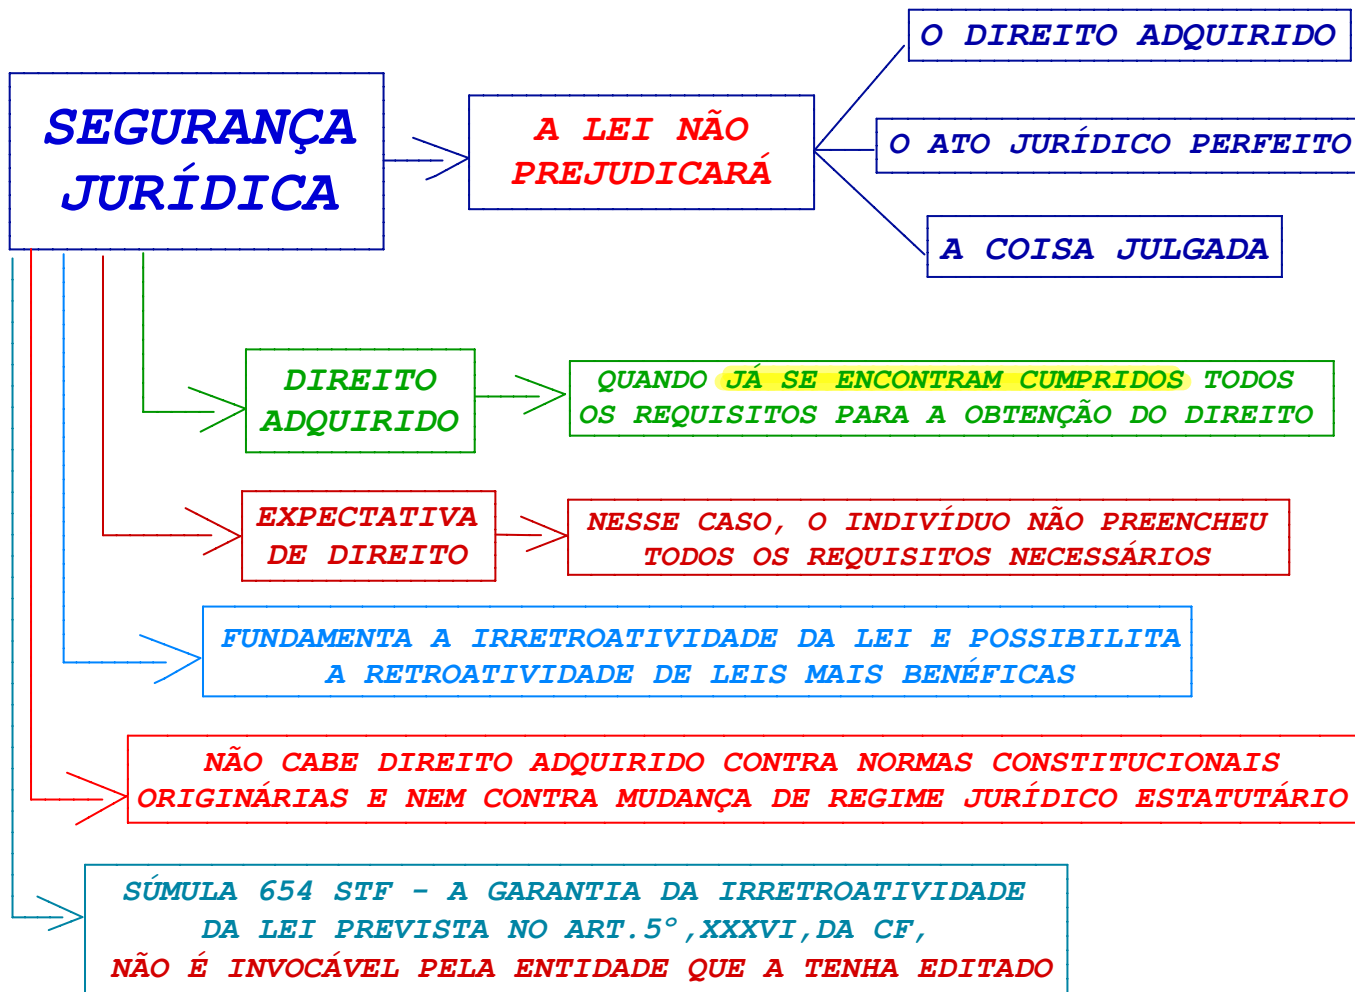 SEGURANÇA
JURÍDICA
A LEI NÃO
PREJUDICARÁ
O DIREITO ADQUIRIDO
O ATO JURÍDICO PERFEITO
A COISA JULGADA
DIREITO
ADQUIRIDO
QUANDO JÁ SE ENCONTRAM CUMPRIDOS TODOS
OS REQUISITOS PARA A OBTENÇÃO DO DIREITO
EXPECTATIVA
DE DIREITO
NESSE CASO, O INDIVÍDUO NÃO PREENCHEU
TODOS OS REQUISITOS NECESSÁRIOS
FUNDAMENTA A IRRETROATIVIDADE DA LEI E POSSIBILITA
A RETROATIVIDADE DE LEIS MAIS BENÉFICAS
NÃO CABE DIREITO ADQUIRIDO CONTRA NORMAS CONSTITUCIONAIS
ORIGINÁRIAS E NEM CONTRA MUDANÇA DE REGIME JURÍDICO ESTATUTÁRIO
SÚMULA 654 STF - A GARANTIA DA IRRETROATIVIDADE
DA LEI PREVISTA NO ART.5º,XXXVI,DA CF,
NÃO É INVOCÁVEL PELA ENTIDADE QUE A TENHA EDITADO